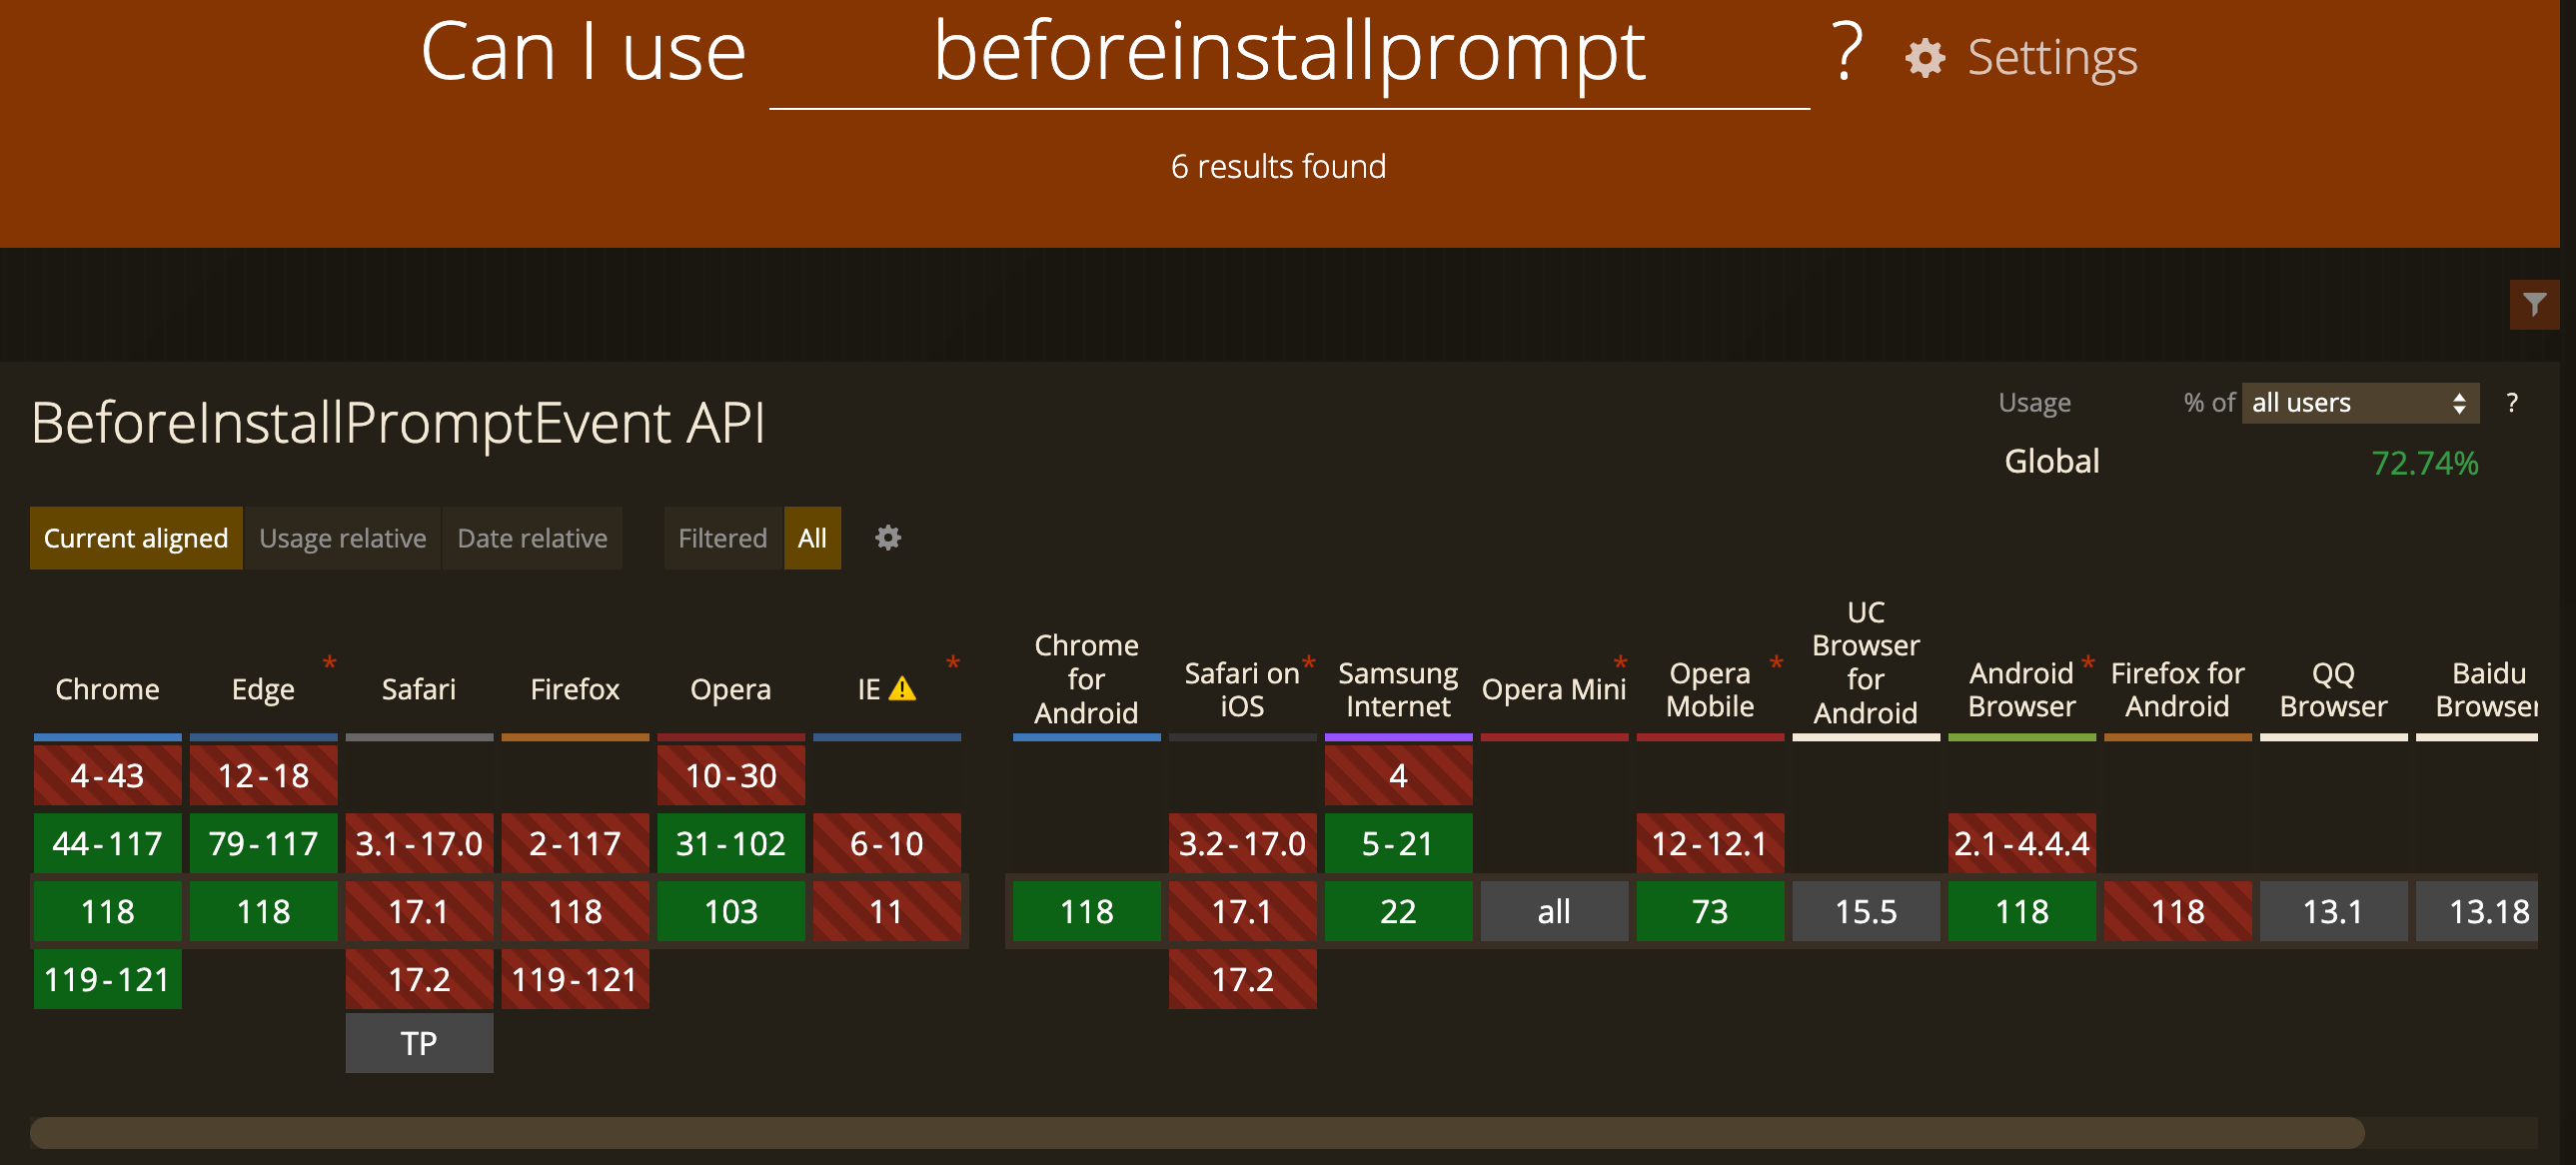 Can I use beforeinstallprompt ? Settings
6 results found
BeforeInstallPromptEvent API
Usage % of all users ?
Global 72.74%
Current aligned Usage relative Date relative Filtered All
Chrome Edge * Safari Firefox Opera IE *
Chrome for Android Safari on iOS * Samsung Internet Opera Mini * Opera Mobile * UC Browser for Android Android Browser * Firefox for Android QQ Browser Baidu Browser
4-43 12-18 10-30 4
44-117 79-117 3.1-17.0 2-117 31-102 6-10 3.2-17.0 5-21 12-12.1 2.1-4.4.4
118 118 17.1 118 103 11 118 17.1 22 all 73 15.5 118 118 13.1 13.18
119-121 17.2 119-121 17.2
TP